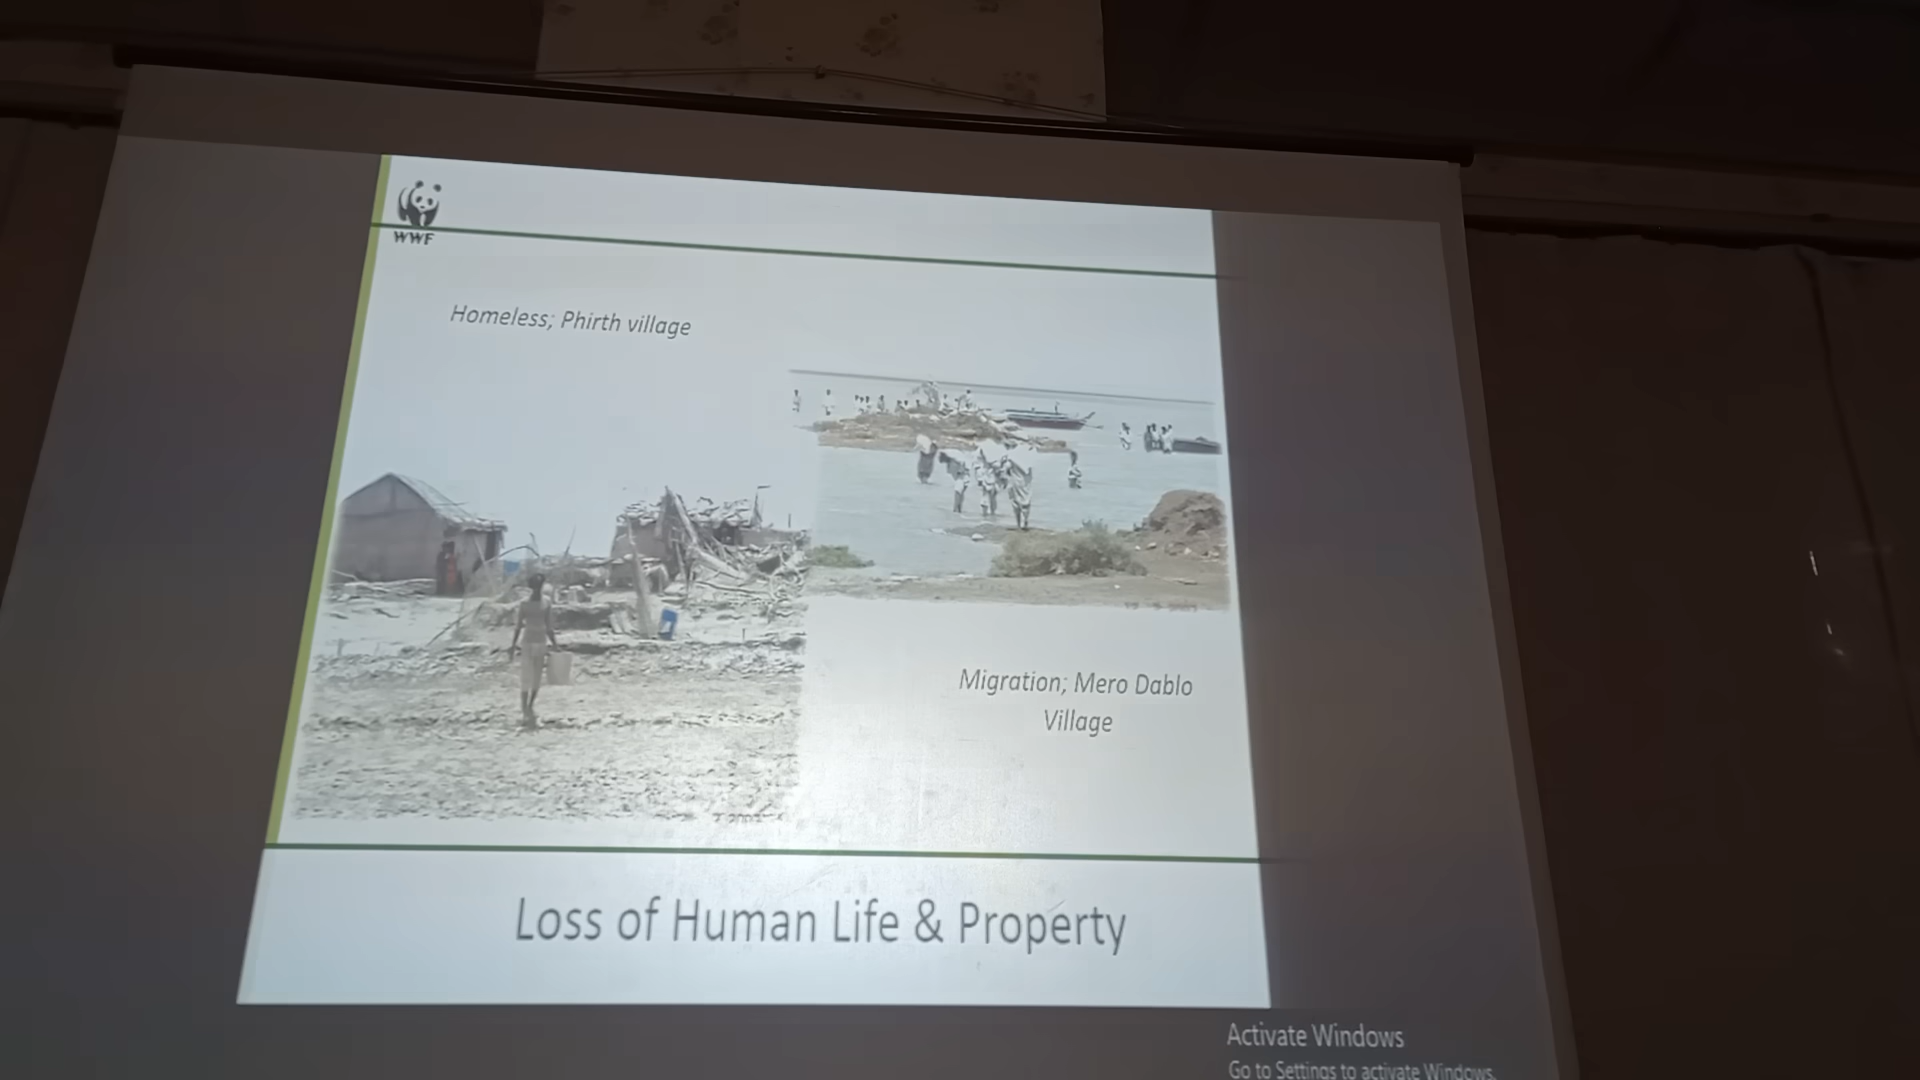 WWF
Homeless; Phirth village
Migration; Mero Dablo
Village
Loss of Human Life & Property
Activate Windows
Go to Settings to activate Windows.